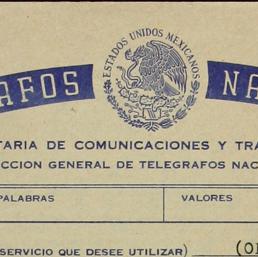 AFOS NA
ESTADOS UNIDOS MEXICANOS
TARIA DE COMUNICACIONES Y TRA
CCION GENERAL DE TELEGRAFOS NAC
PALABRAS VALORES
SERVICIO QUE DESEE UTILIZAR) (O